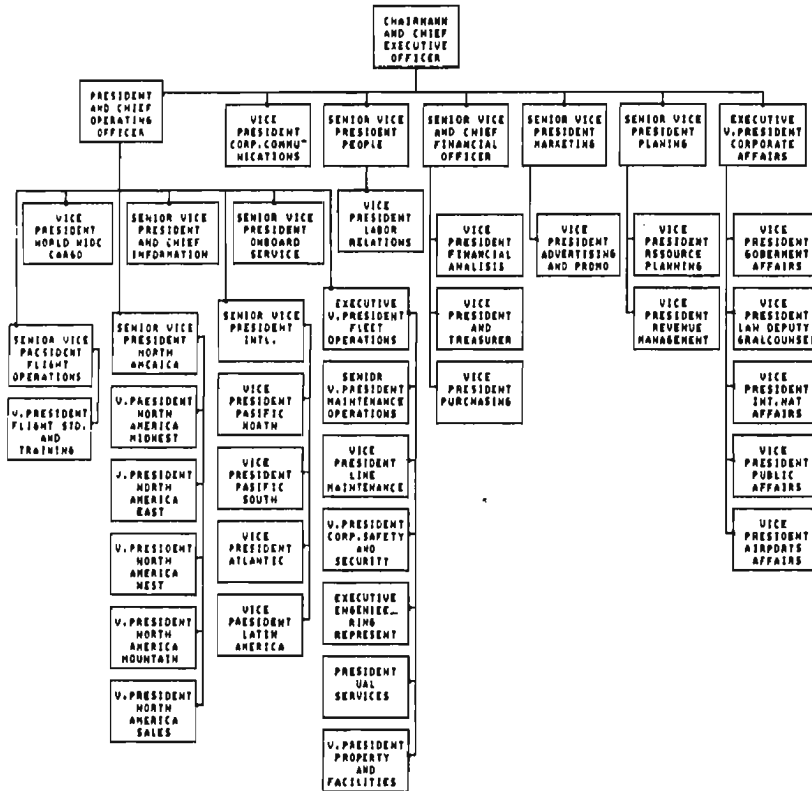 CHAIRMANN
AND CHIEF
EXECUTIVE
OFFICER
PRESIDENT
AND CHIEF
OPERATING
OFFICER
VICE
PRESIDENT
CORP.COMMU-
NICATIONS
SENIOR VICE
PRESIDENT
PEOPLE
SENIOR VICE
AND CHIEF
FINANCIAL
OFFICER
SENIOR VICE
PRESIDENT
MARKETING
SENIOR VICE
PRESIDENT
PLANING
EXECUTIVE
V.PRESIDENT
CORPORATE
AFFAIRS
VICE
PRESIDENT
WORLD WIDE
CARGO
SENIOR VICE
PRESIDENT
AND CHIEF
INFORMATION
SENIOR VICE
PRESIDENT
ONBOARD
SERVICE
VICE
PRESIDENT
LABOR
RELATIONS
VICE
PRESIDENT
FINANCIAL
ANALISIS
VICE
PRESIDENT
ADVERTISING
AND PROMO
VICE
PRESIDENT
RSSOURCE
PLANNING
VICE
PRESIDENT
GOBERMENT
AFFAIRS
SENIOR VICE
PRESIDENT
FLIGHT
OPERATIONS
SENIOR VICE
PRESIDENT
NORTH
AMERICA
SENIOR VICE
PRESIDENT
INTL.
EXECUTIVE
V.PRESIDENT
FLEET
OPERATIONS
VICE
PRESIDENT
AND
TREASURER
VICE
PRESIDENT
REVENUE
MANAGEMENT
VICE
PRESIDENT
LAW DEPUTY
GRALCOUNSEL
V.PRESIDENT
FLIGHT STD.
AND
TRAINING
V.PRESIDENT
NORTH
AMERICA
MIDWEST
VICE
PRESIDENT
PACIFIC
NORTH
SENIOR
V.PRESIDENT
MAINTENANCE
OPERATIONS
VICE
PRESIDENT
PURCHASING
VICE
PRESIDENT
INT.NAT
AFFAIRS
V.PRESIDENT
NORTH
AMERICA
EAST
VICE
PRESIDENT
PACIFIC
SOUTH
VICE
PRESIDENT
LINE
MAINTENANCE
VICE
PRESIDENT
PUBLIC
AFFAIRS
V.PRESIDENT
NORTH
AMERICA
WEST
VICE
PRESIDENT
ATLANTIC
V.PRESIDENT
CORP.SAFETY
AND
SECURITY
VICE
PRESIDENT
AIRPORTS
AFFAIRS
V.PRESIDENT
NORTH
AMERICA
MOUNTAIN
VICE
PRESIDENT
LATIN
AMERICA
EXECUTIVE
ENGENIEE_
RING
REPRESENT
V.PRESIDENT
NORTH
AMERICA
SALES
PRESIDENT
UAL
SERVICES
V.PRESIDENT
PROPERTY
AND
FACILITIES